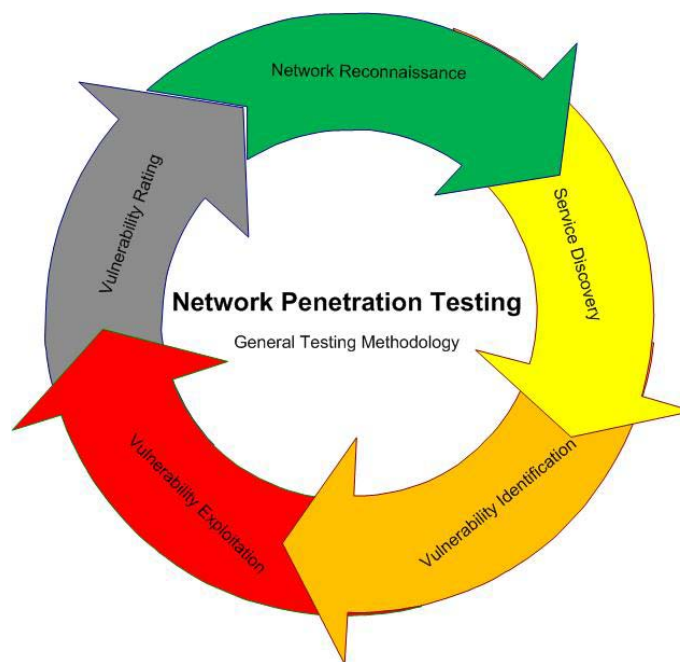 Network Reconnaissance
Service Discovery
Vulnerability Identification
Vulnerability Exploitation
Vulnerability Rating
Network Penetration Testing
General Testing Methodology